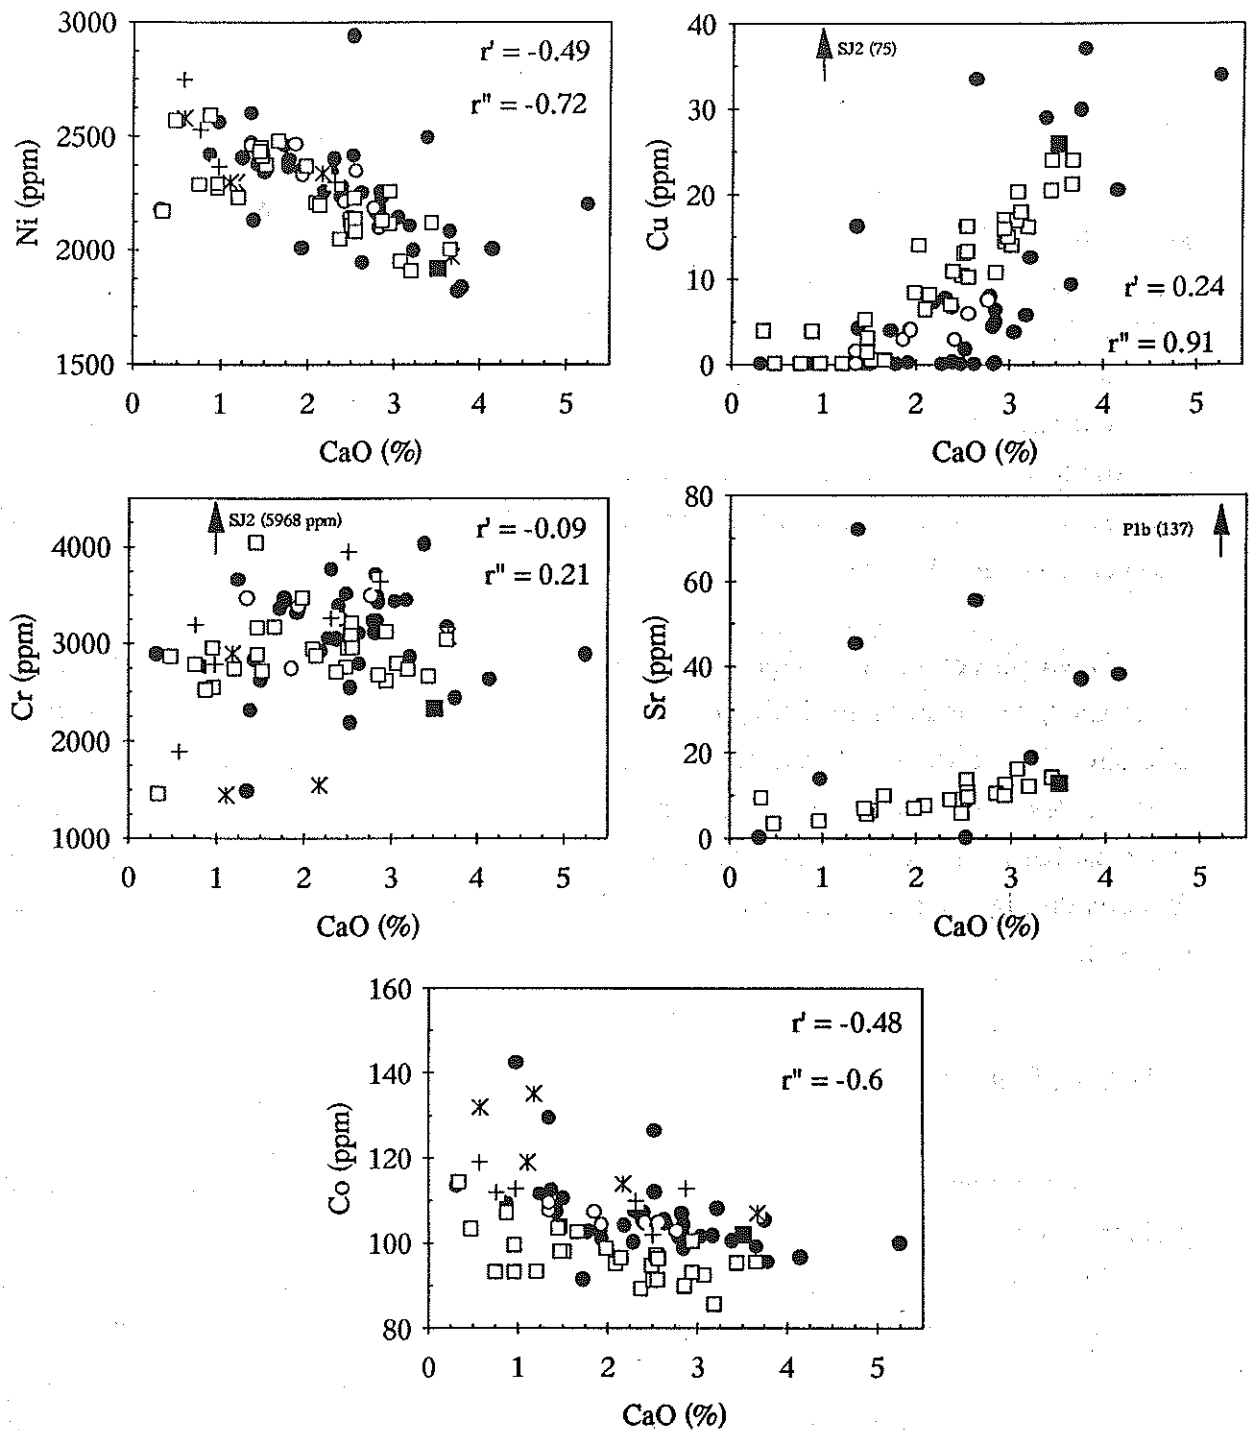 3000
2500
2000
1500
Ni (ppm)
r' = -0.49
r" = -0.72
0 1 2 3 4 5
CaO (%)
40
30
20
10
0
Cu (ppm)
SJ2 (75)
r' = 0.24
r" = 0.91
0 1 2 3 4 5
CaO (%)
4000
3000
2000
1000
Cr (ppm)
SJ2 (5968 ppm)
r' = -0.09
r" = 0.21
0 1 2 3 4 5
CaO (%)
80
60
40
20
0
Sr (ppm)
P1b (137)
0 1 2 3 4 5
CaO (%)
160
140
120
100
80
Co (ppm)
r' = -0.48
r" = -0.6
0 1 2 3 4 5
CaO (%)